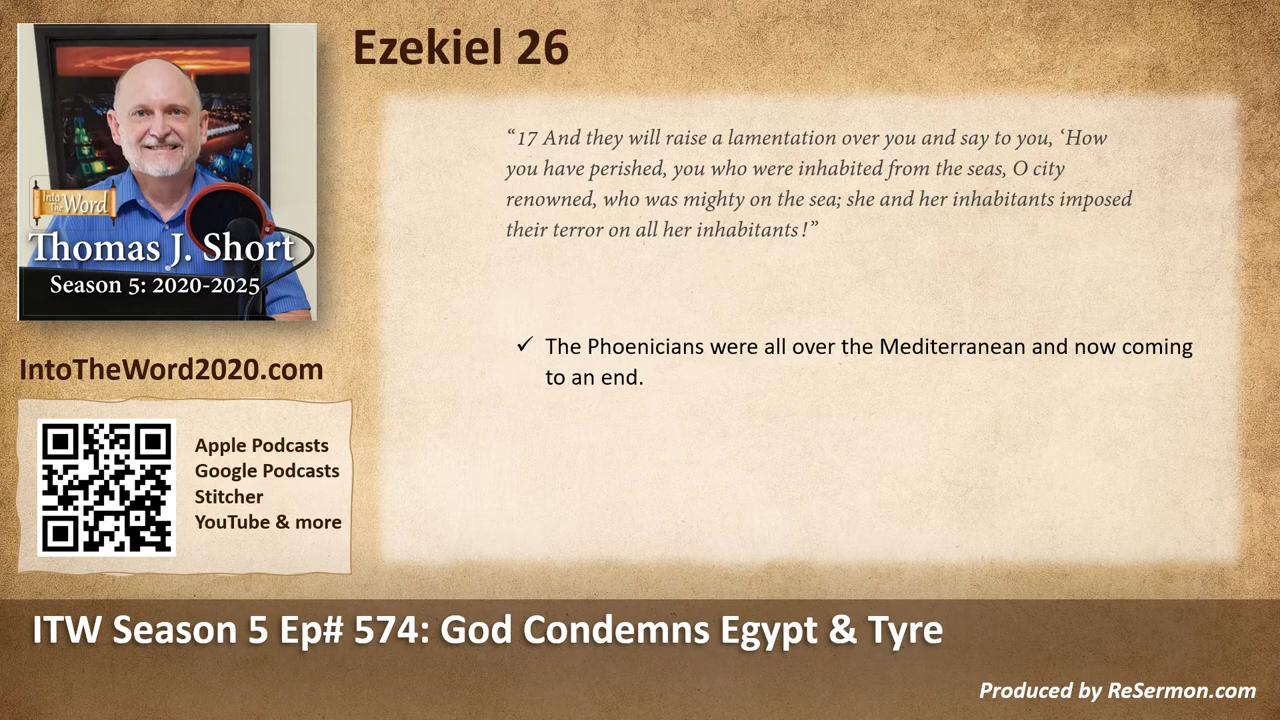 Ezekiel 26
“17 And they will raise a lamentation over you and say to you, ‘How
you have perished, you who were inhabited from the seas, O city
renowned, who was mighty on the sea; she and her inhabitants imposed
their terror on all her inhabitants!”
✓ The Phoenicians were all over the Mediterranean and now coming
to an end.
Into
The Word
Thomas J. Short
Season 5: 2020-2025
IntoTheWord2020.com
Apple Podcasts
Google Podcasts
Stitcher
YouTube & more
ITW Season 5 Ep# 574: God Condemns Egypt & Tyre
Produced by ReSermon.com